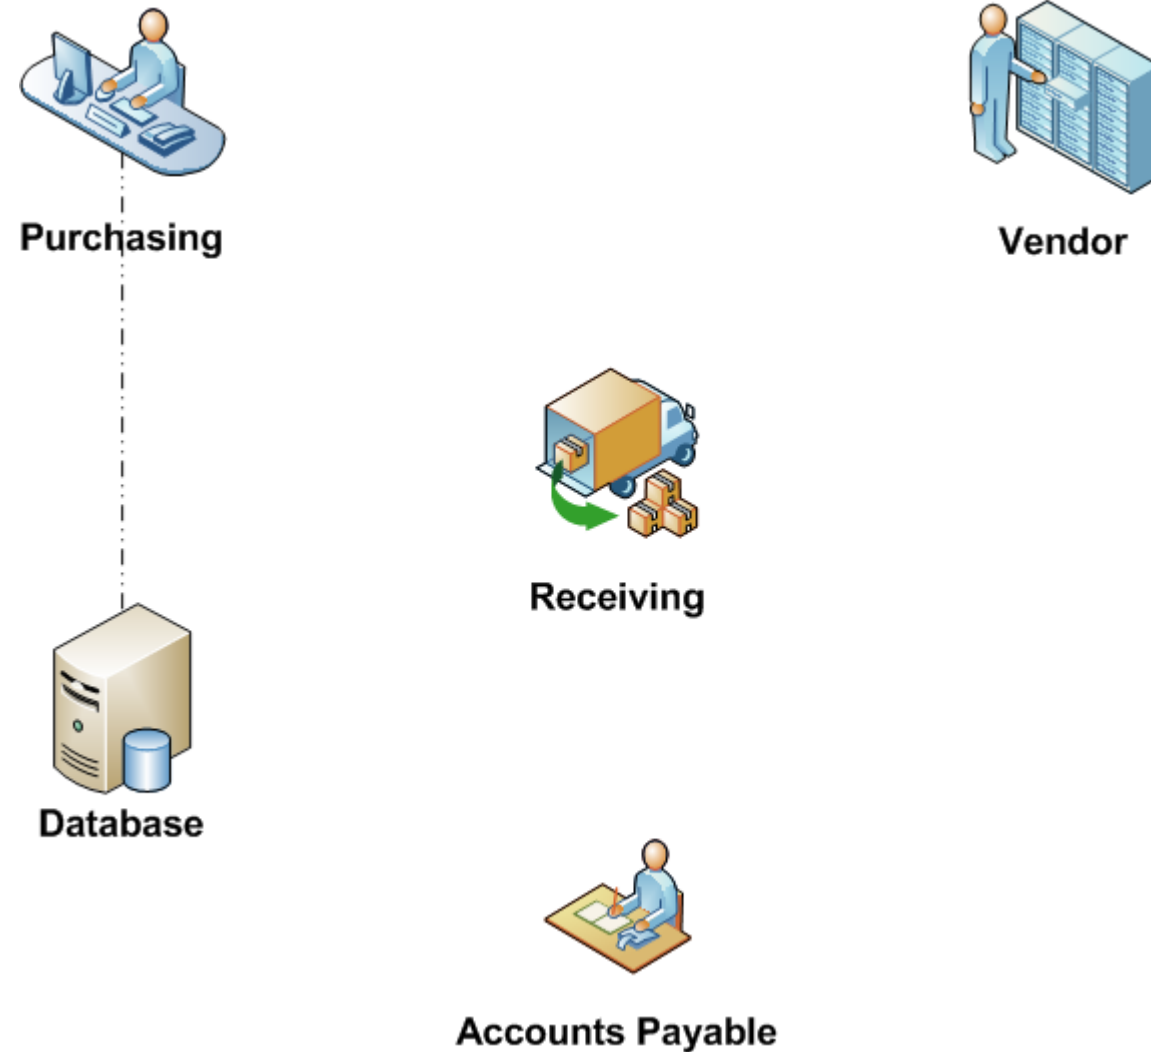 Purchasing
Vendor
Receiving
Database
Accounts Payable